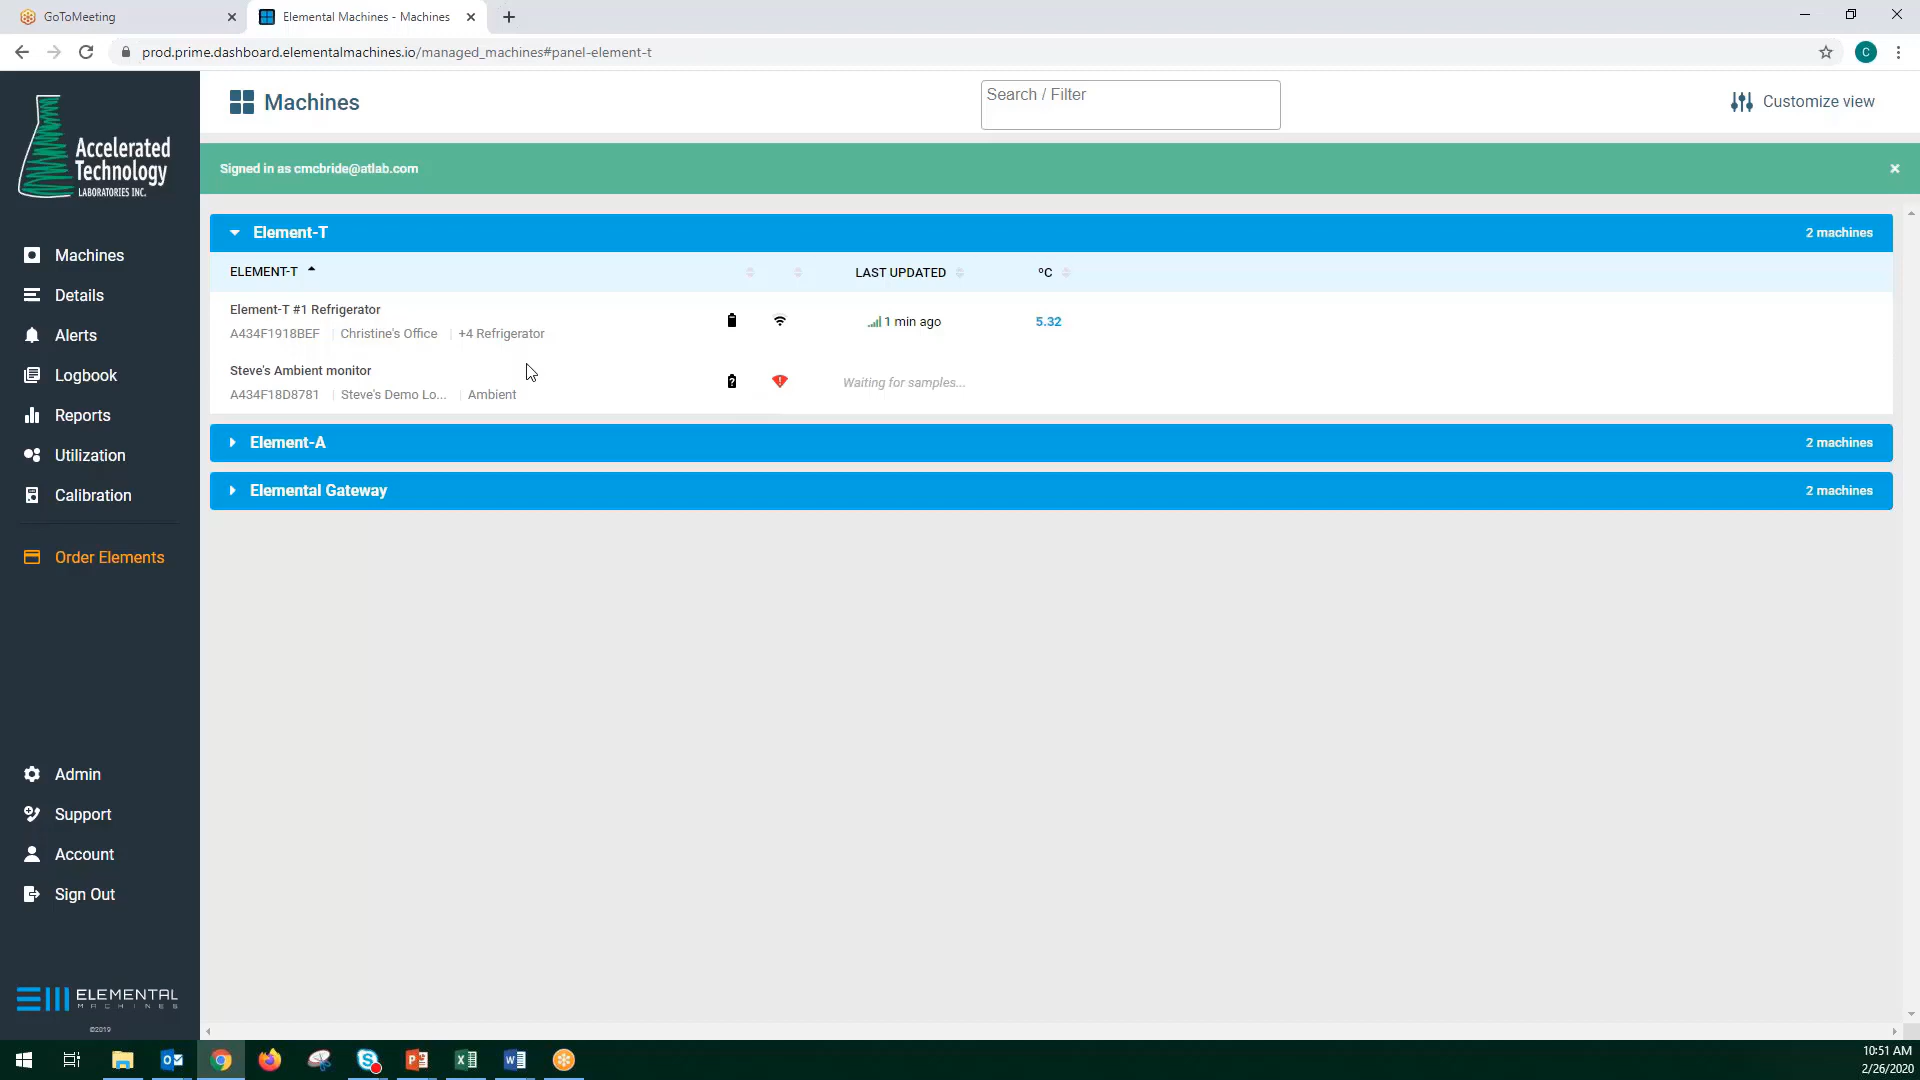 GoToMeeting
Elemental Machines - Machines
prod.prime.dashboard.elementalmachines.io/managed_machines#panel-element-t
C
Accelerated
Technology
LABORATORIES INC.
Machines
Search / Filter
Customize view
Signed in as cmcbride@atlab.com
Machines
Details
Alerts
Logbook
Reports
Utilization
Calibration
Order Elements
Admin
Support
Account
Sign Out
ELEMENTAL
MACHINES
©2019
Element-T 2 machines
ELEMENT-T LAST UPDATED ºC
Element-T #1 Refrigerator
A434F1918BEF Christine's Office +4 Refrigerator
1 min ago 5.32
Steve's Ambient monitor
A434F18D8781 Steve's Demo Lo... Ambient
Waiting for samples...
Element-A 2 machines
Elemental Gateway 2 machines
10:51 AM
2/26/2020